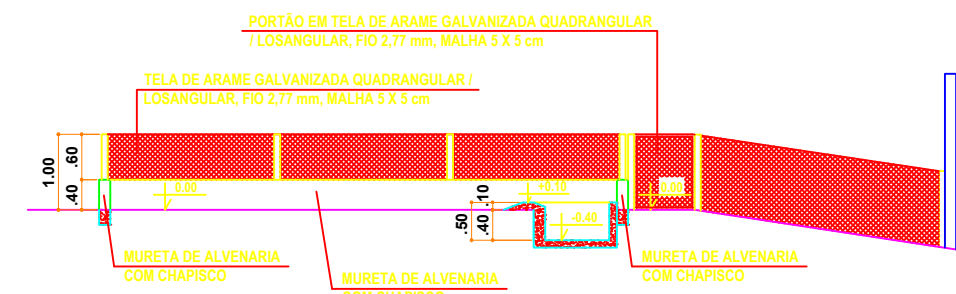 PORTÃO EM TELA DE ARAME GALVANIZADA QUADRANGULAR
/ LOSANGULAR, FIO 2,77 mm, MALHA 5 X 5 cm
TELA DE ARAME GALVANIZADA QUADRANGULAR /
LOSANGULAR, FIO 2,77 mm, MALHA 5 X 5 cm
1.00
.60
.40
0.00
+0.10
0.00
.10
.50
.40
-0.40
MURETA DE ALVENARIA
COM CHAPISCO
MURETA DE ALVENARIA
COM CHAPISCO
MURETA DE ALVENARIA
COM CHAPISCO